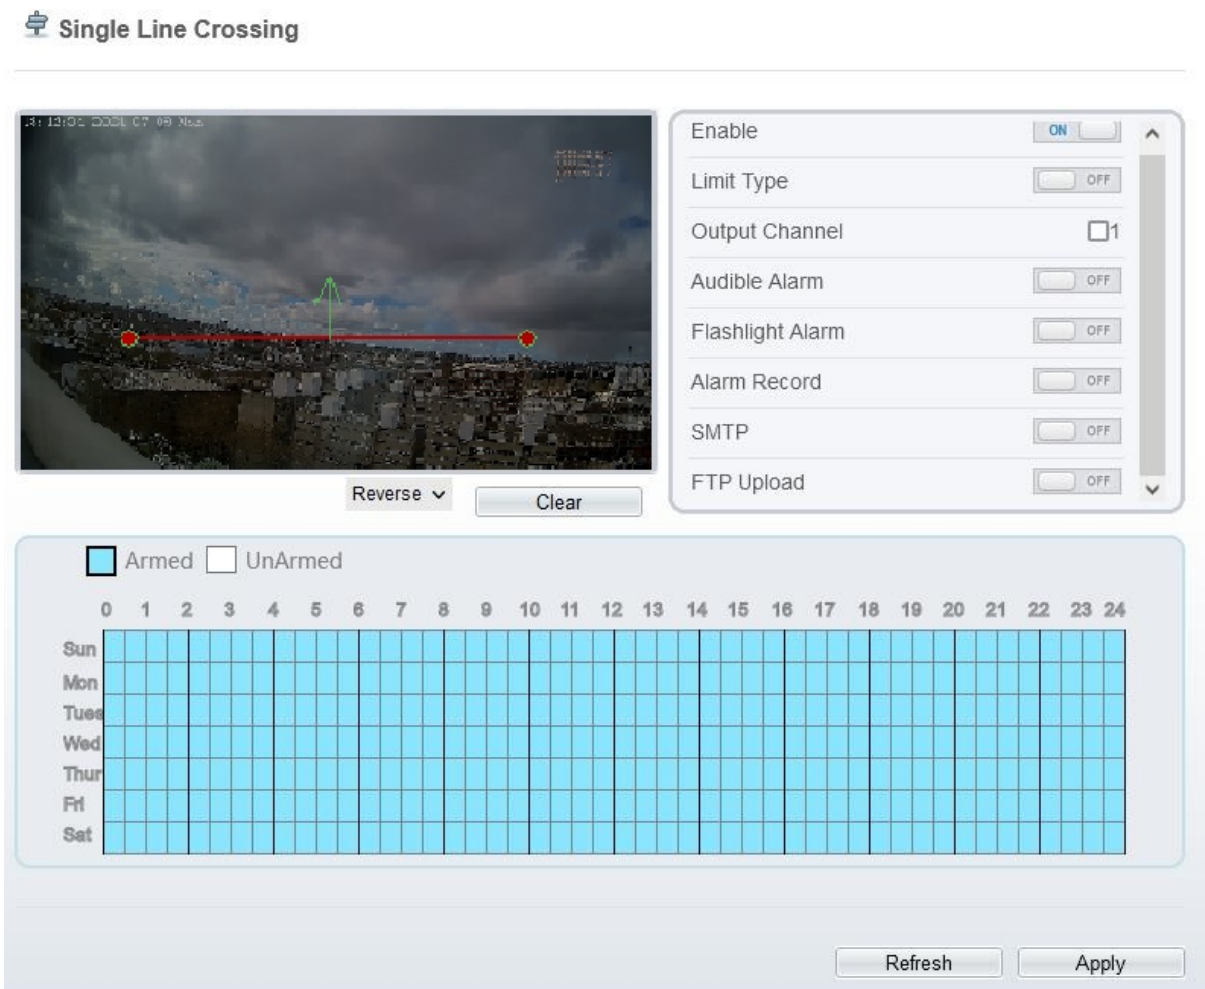 Single Line Crossing
Enable ON
Limit Type OFF
Output Channel 1
Audible Alarm OFF
Flashlight Alarm OFF
Alarm Record OFF
SMTP OFF
FTP Upload OFF
Reverse Clear
Armed UnArmed
0 1 2 3 4 5 6 7 8 9 10 11 12 13 14 15 16 17 18 19 20 21 22 23 24
Sun
Mon
Tues
Wed
Thur
Fri
Sat
Refresh Apply